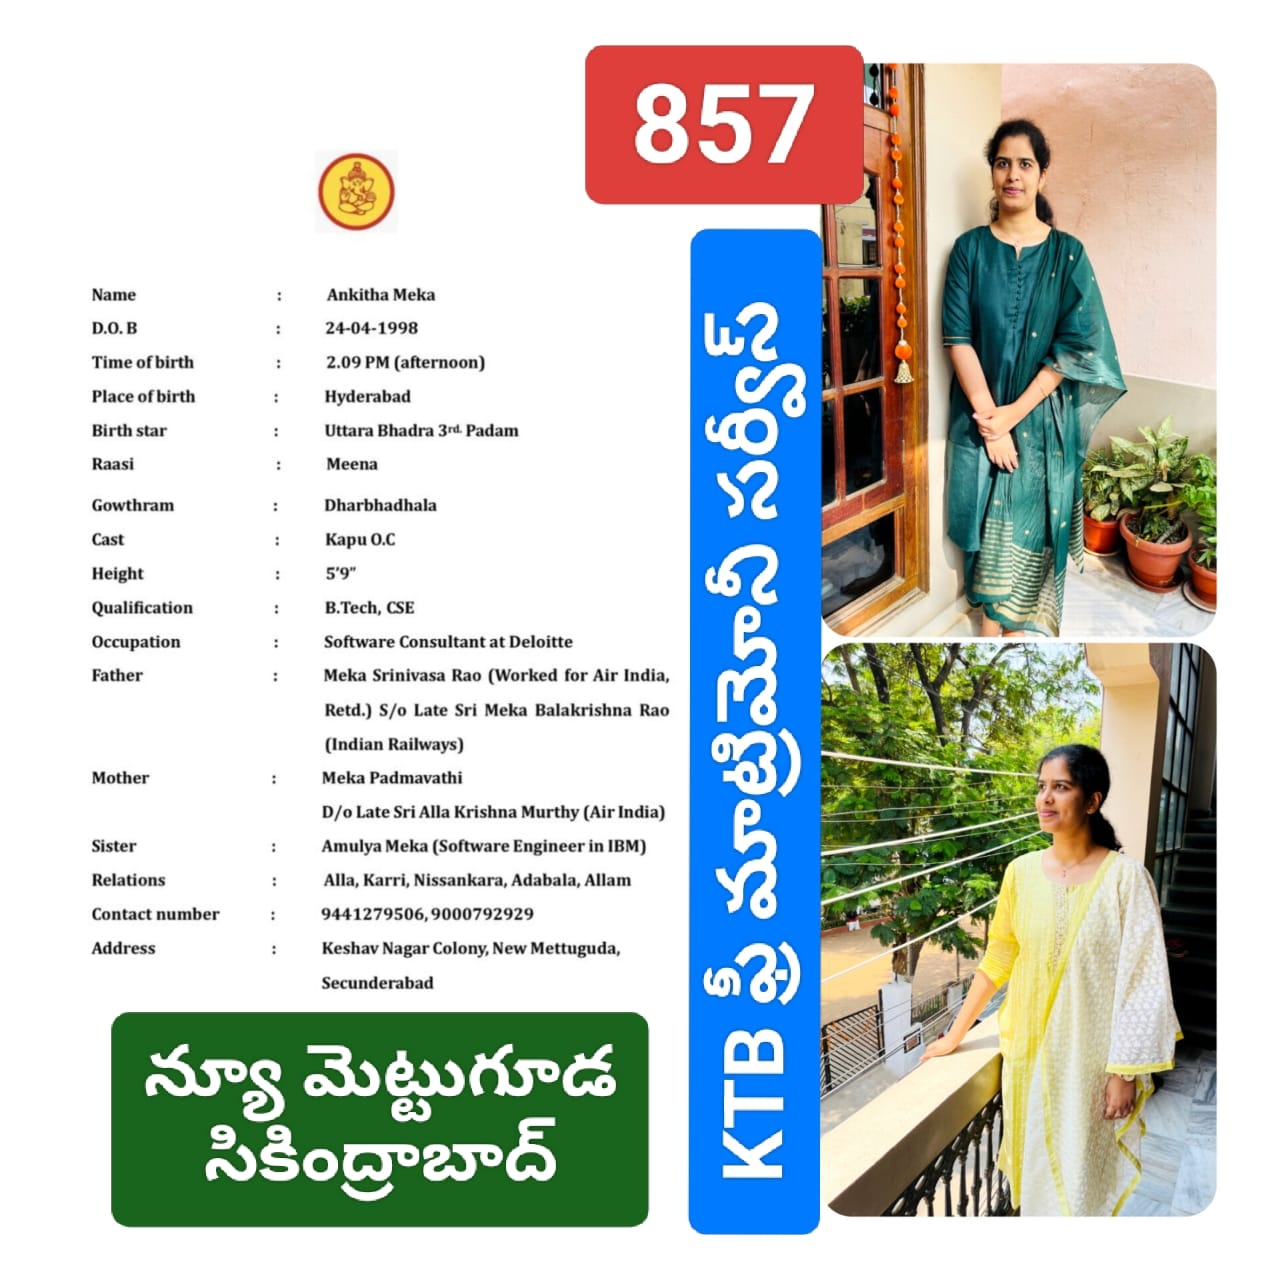 857
Name : Ankitha Meka
D.O. B : 24-04-1998
Time of birth : 2.09 PM (afternoon)
Place of birth : Hyderabad
Birth star : Uttara Bhadra 3rd. Padam
Raasi : Meena
Gowthram : Dharbhadhala
Cast : Kapu O.C
Height : 5'9"
Qualification : B.Tech, CSE
Occupation : Software Consultant at Deloitte
Father : Meka Srinivasa Rao (Worked for Air India,
Retd.) S/o Late Sri Meka Balakrishna Rao
(Indian Railways)
Mother : Meka Padmavathi
D/o Late Sri Alla Krishna Murthy (Air India)
Sister : Amulya Meka (Software Engineer in IBM)
Relations : Alla, Karri, Nissankara, Adabala, Allam
Contact number : 9441279506, 9000792929
Address : Keshav Nagar Colony, New Mettuguda,
Secunderabad
న్యూ మెట్టుగూడ
సికింద్రాబాద్
KTB ఫ్రీ మాట్రిమోనీ సర్వీస్